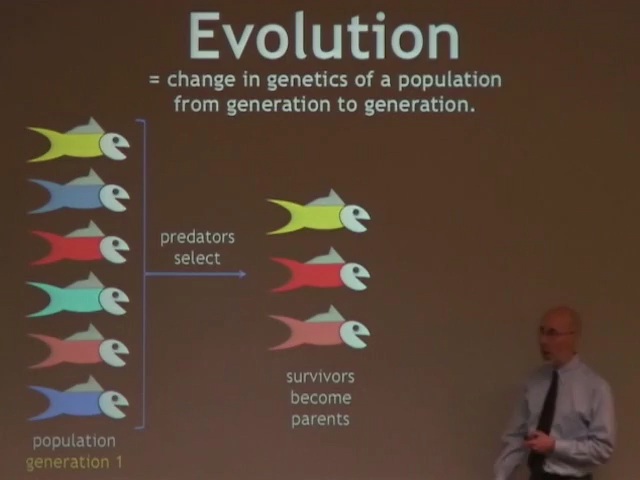 Evolution
= change in genetics of a population
from generation to generation.
predators
select
survivors
become
parents
population
generation 1